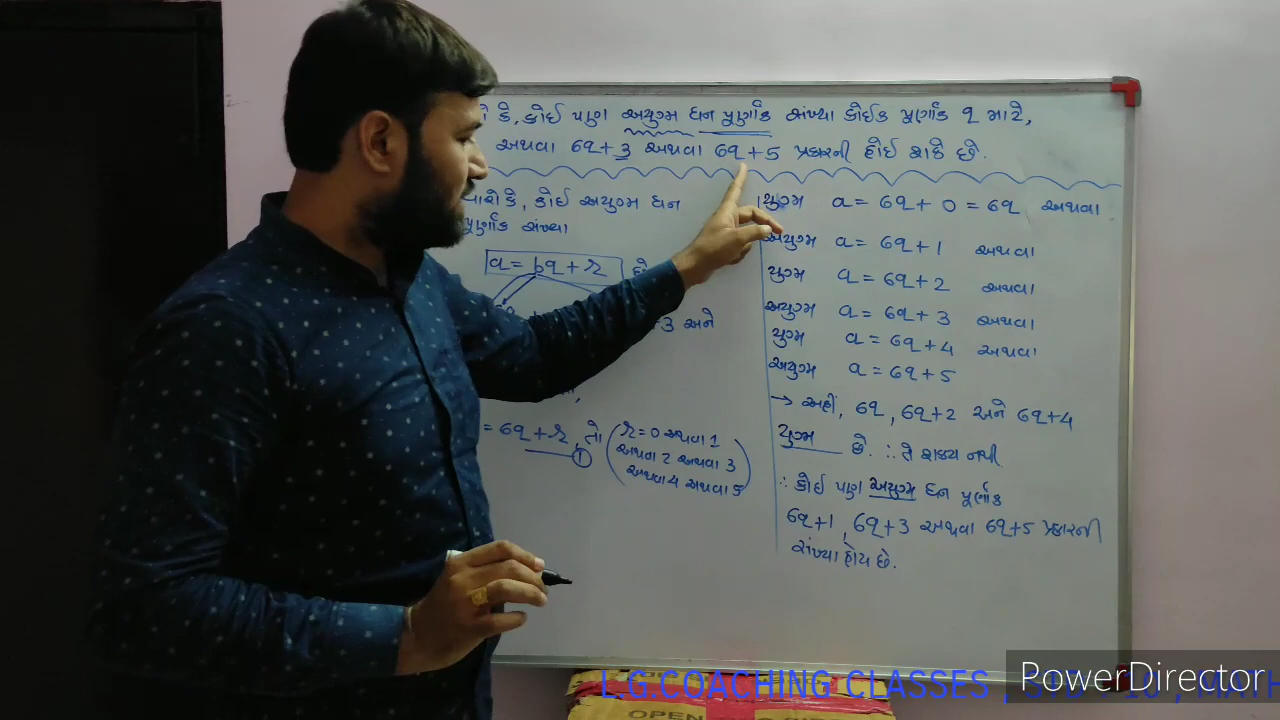 કે, કોઈ પણ અયુગ્મ ધન પૂર્ણાંક સંખ્યા કોઈક પૂર્ણાંક q માટે,
અથવા 6q+3 અથવા 6q+5 પ્રકારની હોઈ શકે છે.
ધારો કે, કોઈ અયુગ્મ ધન
પૂર્ણાંક સંખ્યા
a = bq + r
+3 અને
= 6q + r, તો (r = 0 અથવા 1
અથવા 2 અથવા 3
અથવા 4 અથવા 5)
①
યુગ્મ a = 6q + 0 = 6q અથવા
અયુગ્મ a = 6q + 1 અથવા
યુગ્મ a = 6q + 2 અથવા
અયુગ્મ a = 6q + 3 અથવા
યુગ્મ a = 6q + 4 અથવા
અયુગ્મ a = 6q + 5
→ અહીં, 6q, 6q+2 અને 6q+4
યુગ્મ છે. ∴ તે શક્ય નથી
∴ કોઈ પણ અયુગ્મ ધન પૂર્ણાંક
6q+1, 6q+3 અથવા 6q+5 પ્રકારની
સંખ્યા હોય છે.
L.G.COACHING CLASSES
PowerDirector
OPEN